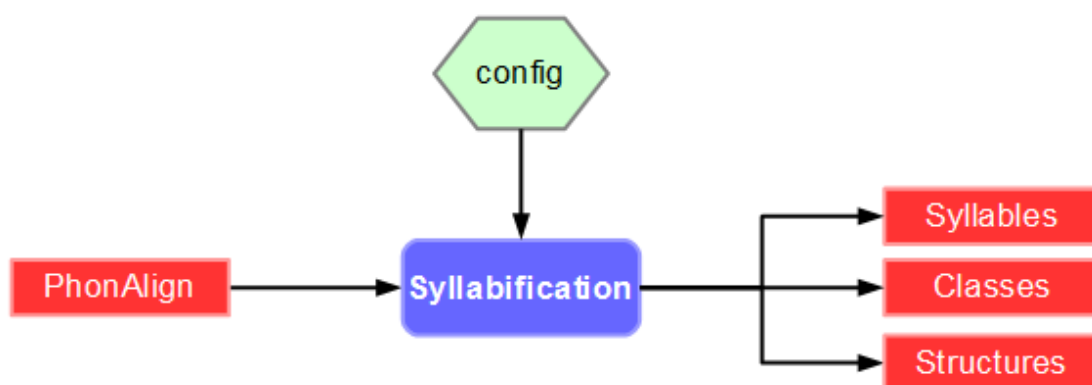 config
PhonAlign
Syllabification
Syllables
Classes
Structures